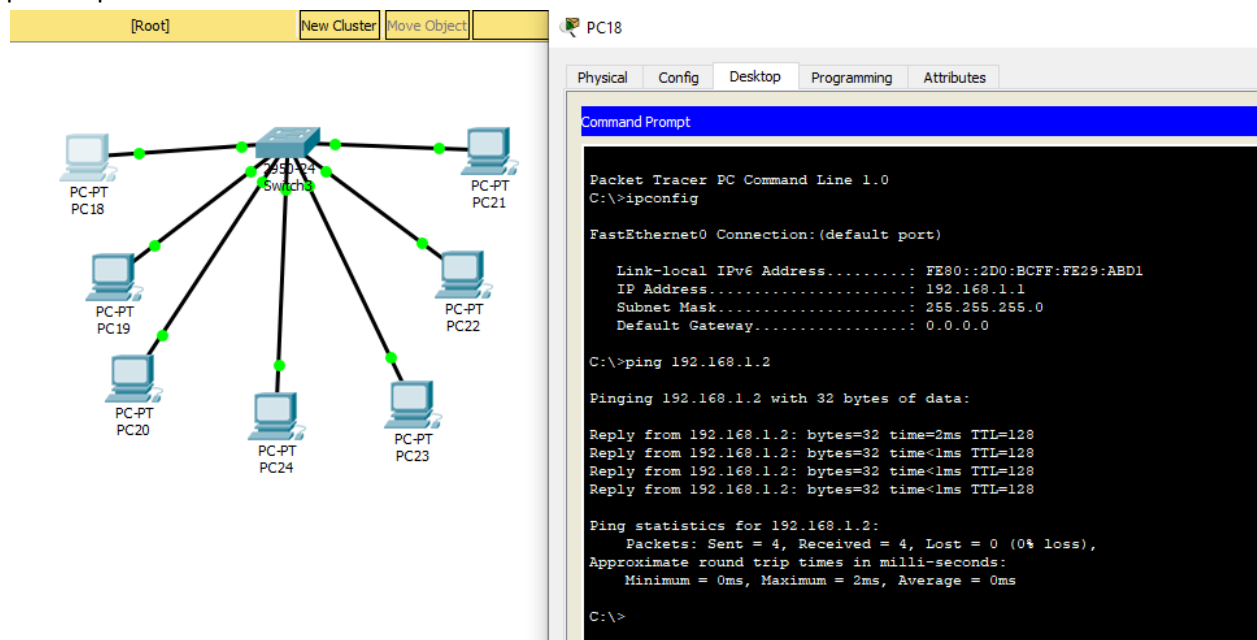 [Root]
New Cluster
Move Object
PC-PT
PC18
2950-24
Switch3
PC-PT
PC21
PC-PT
PC19
PC-PT
PC22
PC-PT
PC20
PC-PT
PC24
PC-PT
PC23
PC18
Physical Config Desktop Programming Attributes
Command Prompt
Packet Tracer PC Command Line 1.0
C:\>ipconfig
FastEthernet0 Connection:(default port)
Link-local IPv6 Address.........: FE80::2D0:BCFF:FE29:ABD1
IP Address......................: 192.168.1.1
Subnet Mask.....................: 255.255.255.0
Default Gateway.................: 0.0.0.0
C:\>ping 192.168.1.2
Pinging 192.168.1.2 with 32 bytes of data:
Reply from 192.168.1.2: bytes=32 time=2ms TTL=128
Reply from 192.168.1.2: bytes=32 time<1ms TTL=128
Reply from 192.168.1.2: bytes=32 time<1ms TTL=128
Reply from 192.168.1.2: bytes=32 time<1ms TTL=128
Ping statistics for 192.168.1.2:
Packets: Sent = 4, Received = 4, Lost = 0 (0% loss),
Approximate round trip times in milli-seconds:
Minimum = 0ms, Maximum = 2ms, Average = 0ms
C:\>